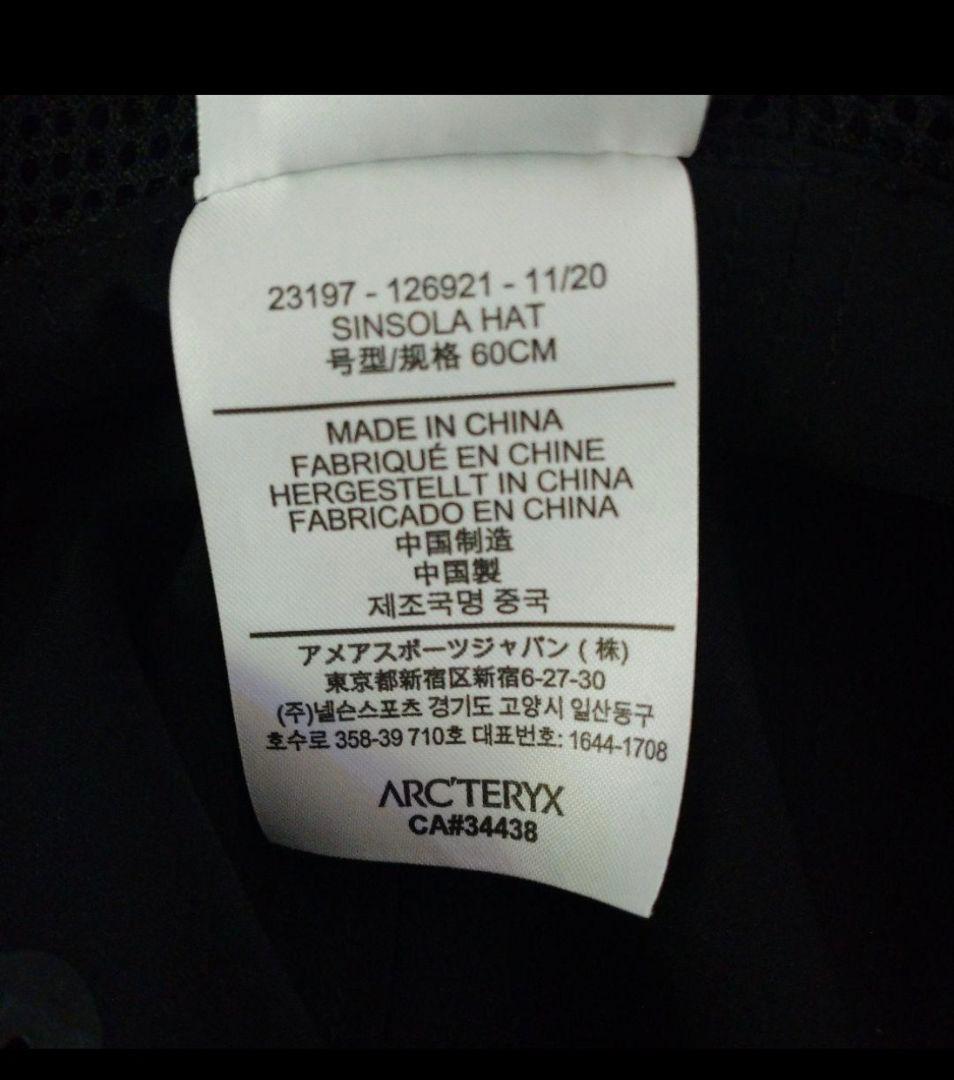 23197 - 126921 - 11/20
SINSOLA HAT
号型/规格 60CM
MADE IN CHINA
FABRIQUÉ EN CHINE
HERGESTELLT IN CHINA
FABRICADO EN CHINA
中国制造
中国製
제조국명 중국
アメアスポーツジャパン ( 株)
東京都新宿区新宿6-27-30
(주)넬슨스포츠 경기도 고양시 일산동구
호수로 358-39 710호 대표번호: 1644-1708
ARC'TERYX
CA#34438